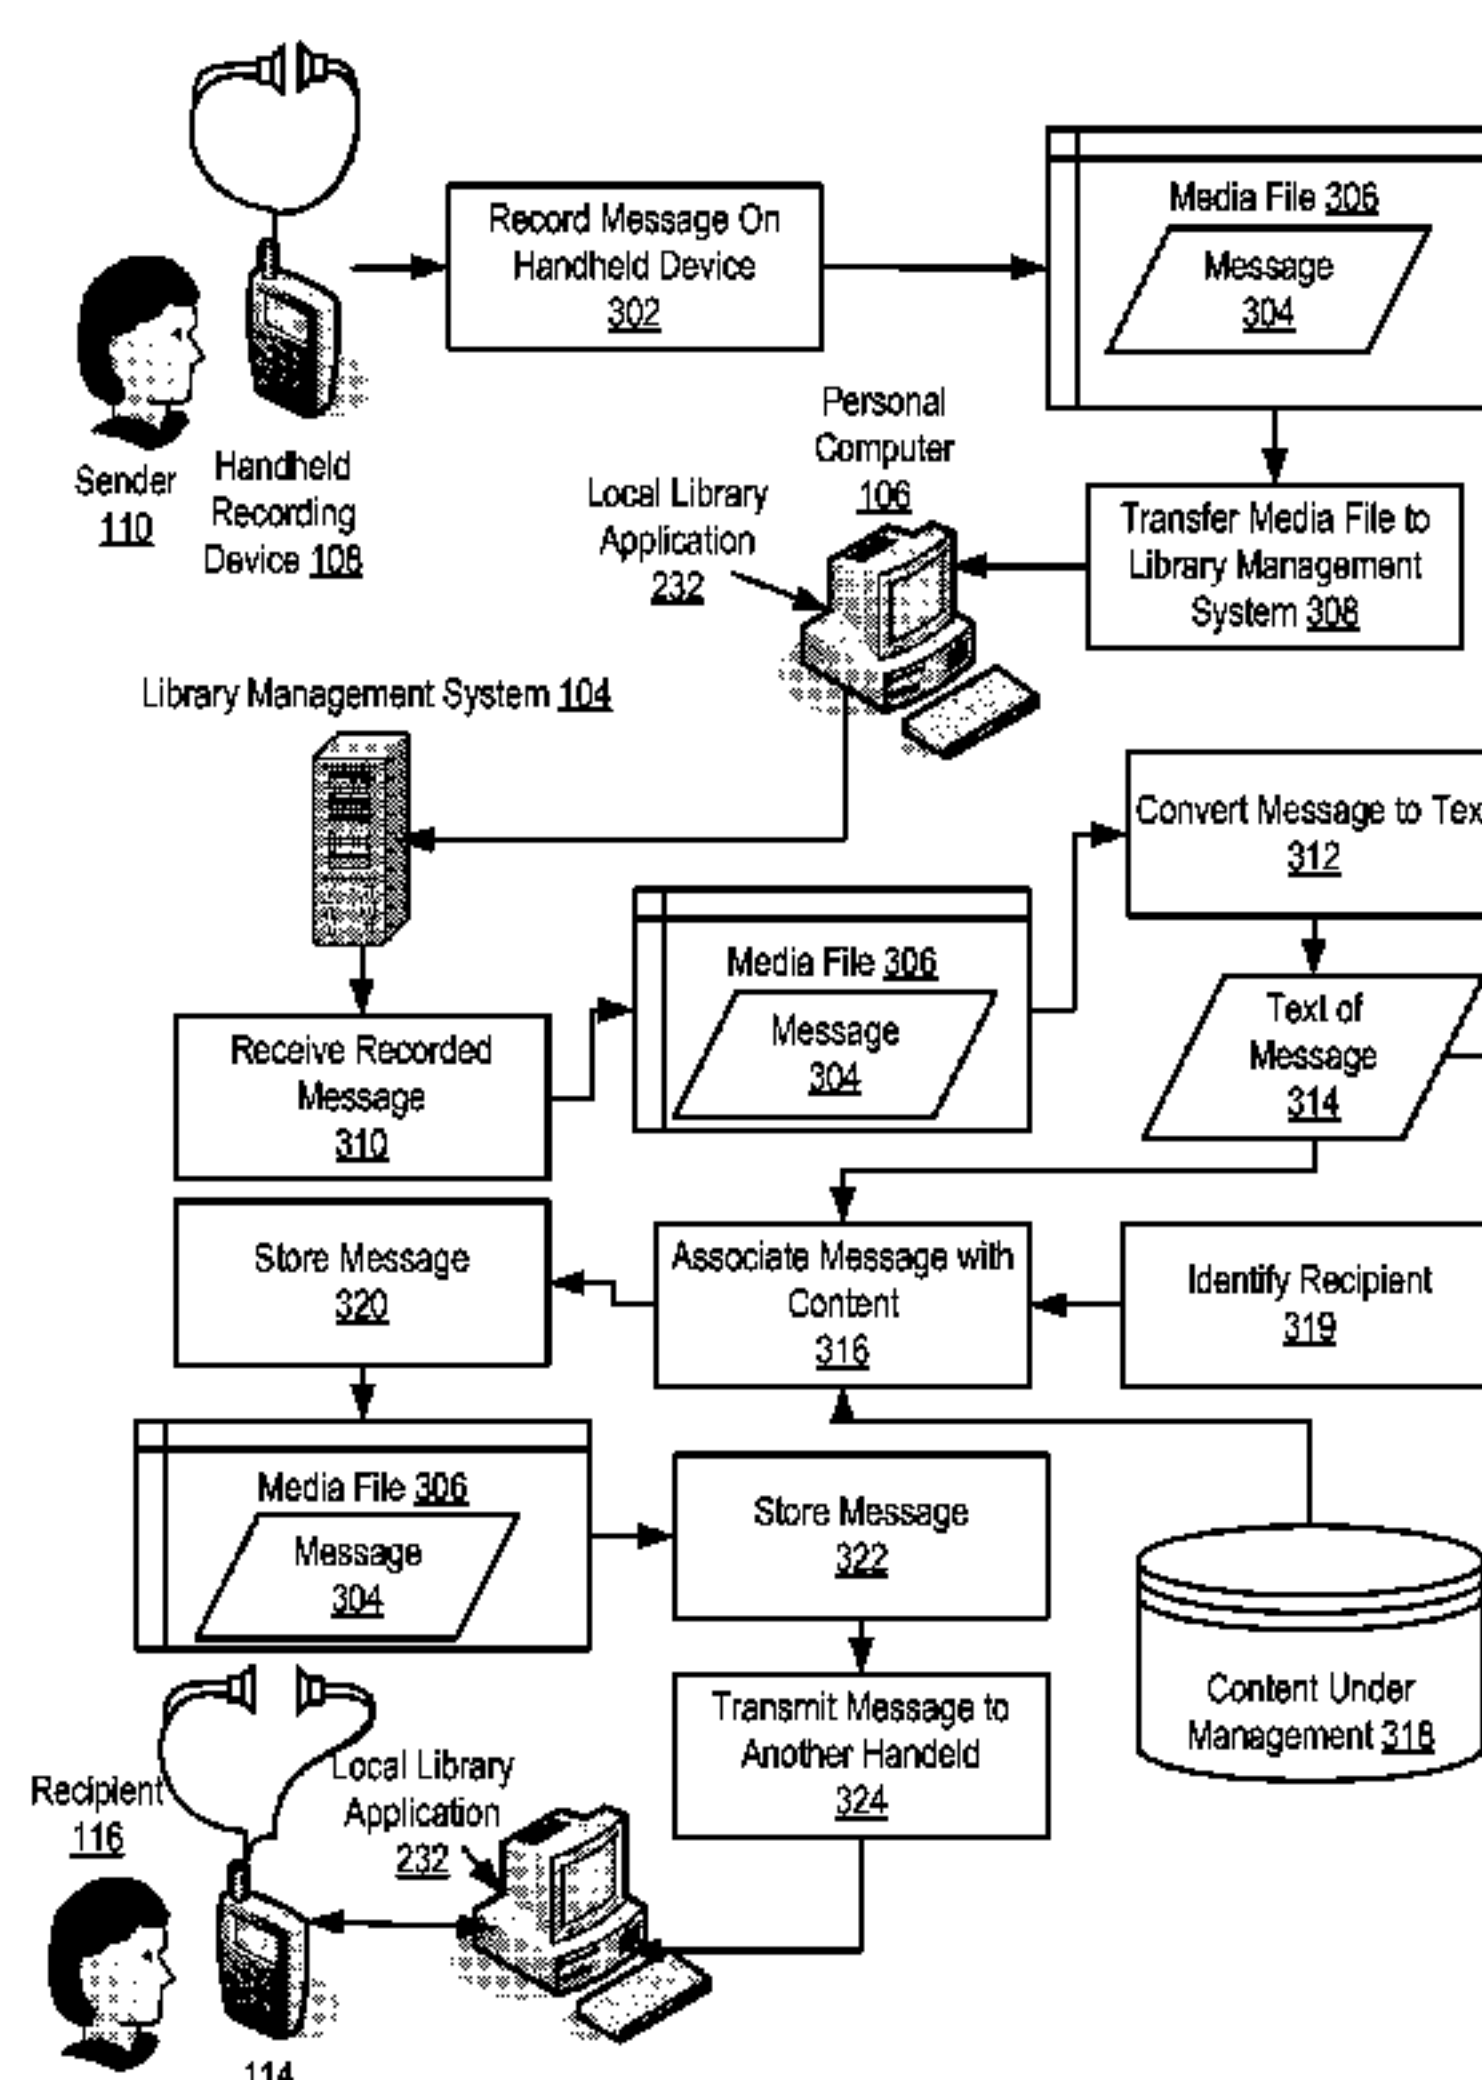 Record Message On
Handheld Device
302
Media File 306
Message
304
Sender
110
Handheld
Recording
Device 108
Personal
Computer
106
Local Library
Application
232
Transfer Media File to
Library Management
System 308
Library Management System 104
Convert Message to Tex
312
Media File 306
Message
304
Text of
Message
314
Receive Recorded
Message
310
Store Message
320
Associate Message with
Content
316
Identify Recipient
319
Media File 306
Message
304
Store Message
322
Content Under
Management 318
Transmit Message to
Another Handeld
324
Recipient
116
Local Library
Application
232
114